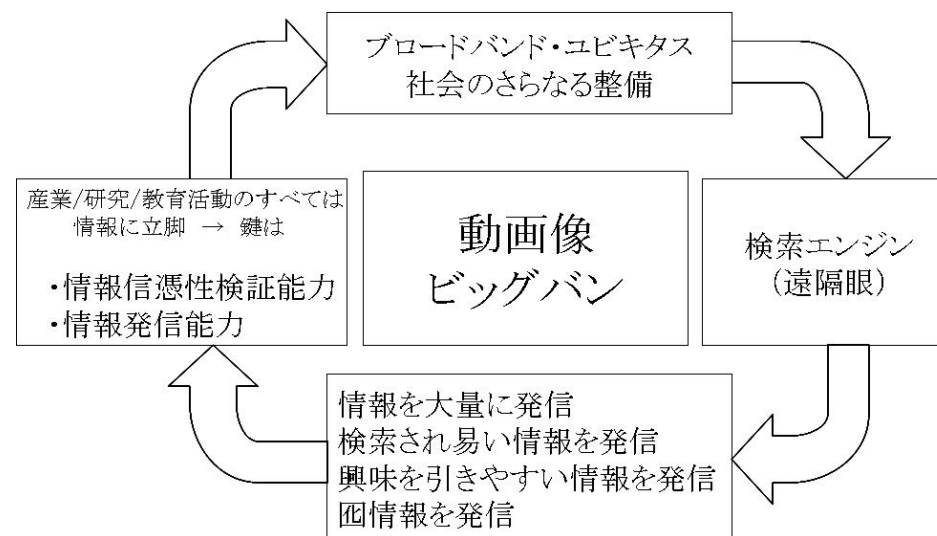 ブロードバンド・ユビキタス
社会のさらなる整備
産業/研究/教育活動のすべては
情報に立脚 → 鍵は
・情報信憑性検証能力
・情報発信能力
動画像
ビッグバン
検索エンジン
(遠隔眼)
情報を大量に発信
検索され易い情報を発信
興味を引きやすい情報を発信
囮情報を発信